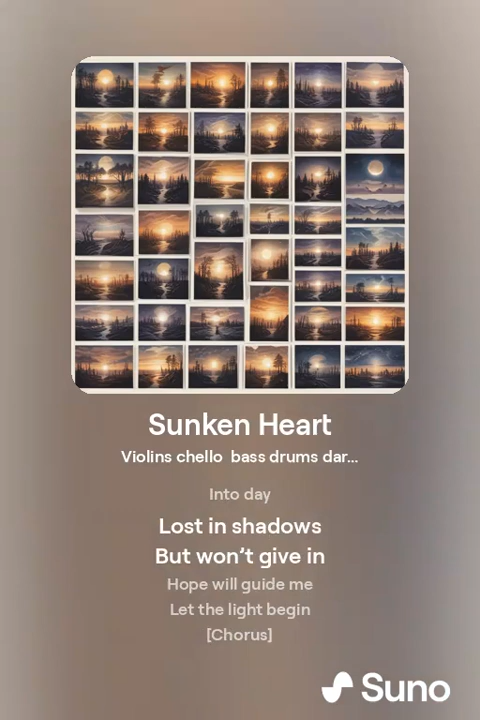 Sunken Heart
Violins chello bass drums dar...
Into day
Lost in shadows
But won't give in
Hope will guide me
Let the light begin
[Chorus]
Suno